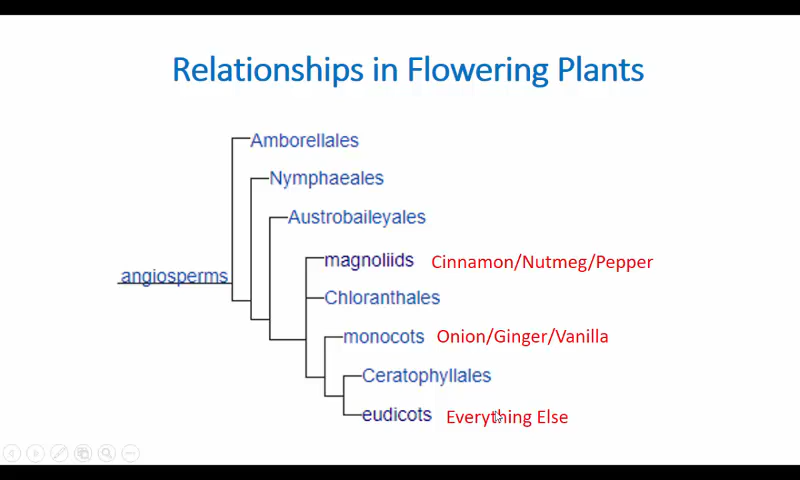 Relationships in Flowering Plants
Amborellales
Nymphaeales
Austrobaileyales
magnoliids Cinnamon/Nutmeg/Pepper
angiosperms
Chloranthales
monocots Onion/Ginger/Vanilla
Ceratophyllales
eudicots Everything Else